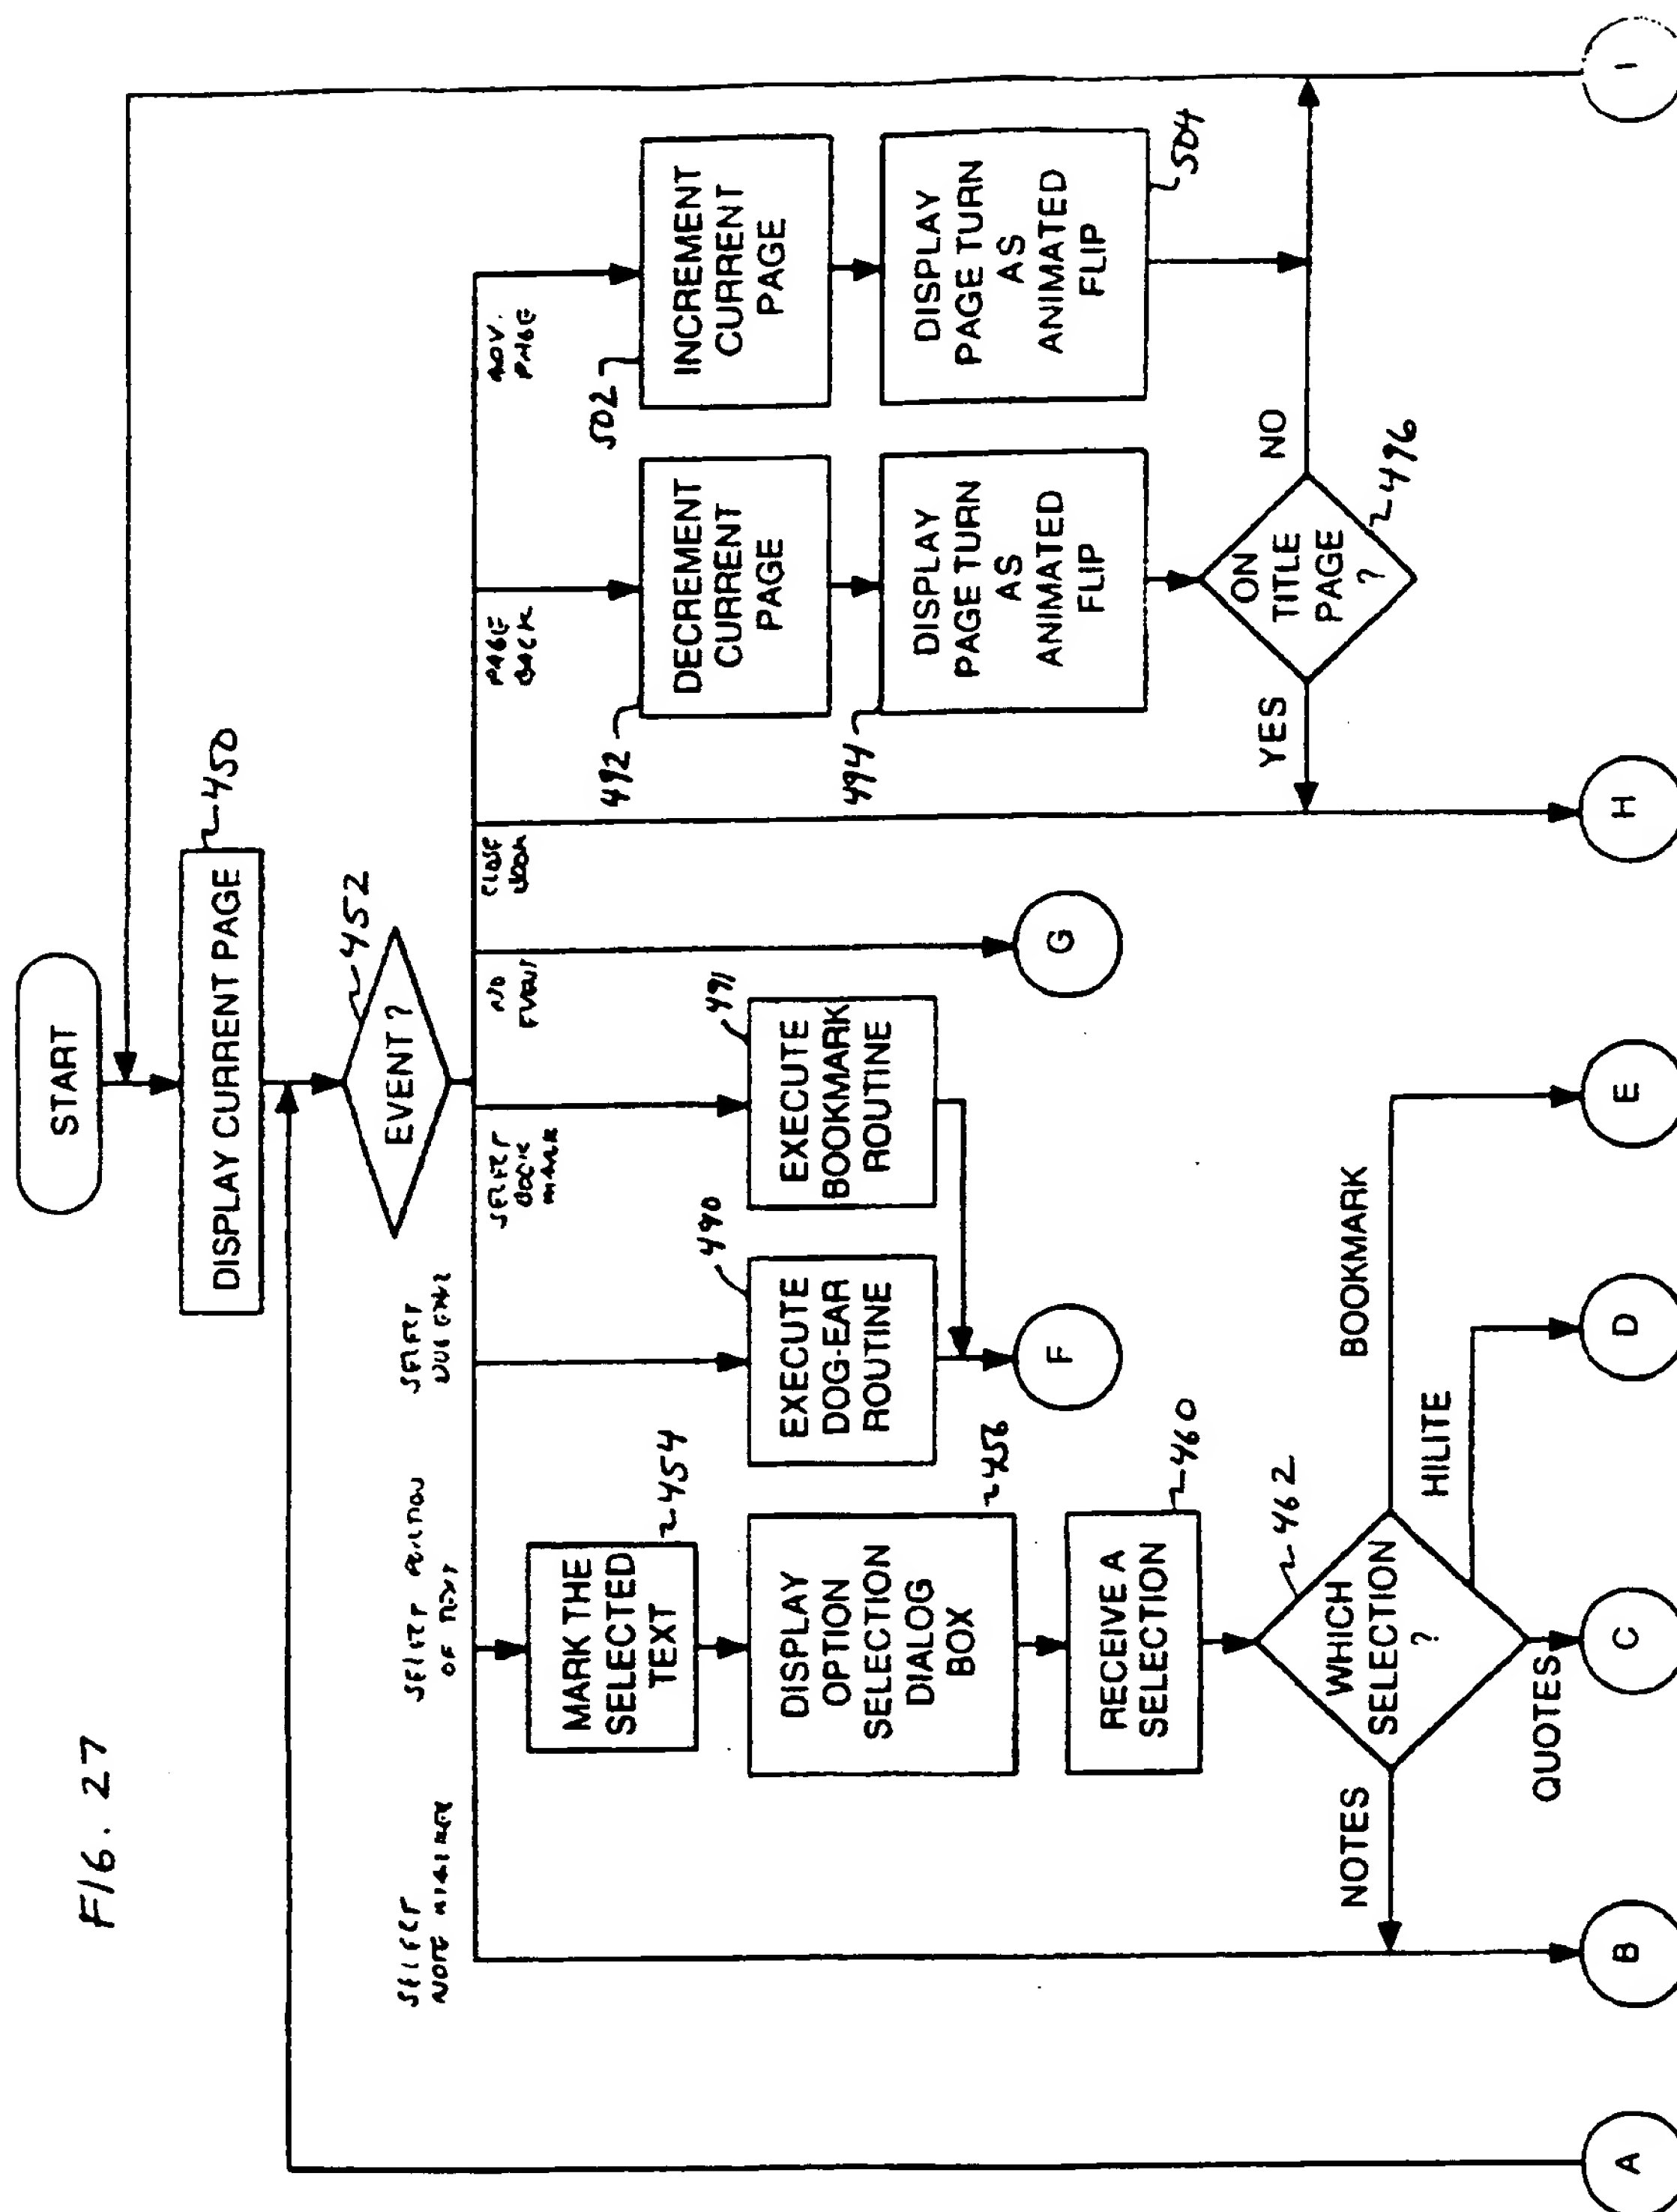 FIG. 27
START
DISPLAY CURRENT PAGE
450
EVENT?
452
SELECT
NOTE MARKER
SELECT PORTION
OF TEXT
SELECT
DOG EAR
SELECT
BOOK
MARK
NO
EVENT
CLOSE
BOOK
PAGE
BACK
ADV.
PAGE
MARK THE
SELECTED
TEXT
454
DISPLAY
OPTION
SELECTION
DIALOG
BOX
456
RECEIVE A
SELECTION
460
WHICH
SELECTION
?
462
NOTES
QUOTES
HILITE
BOOKMARK
EXECUTE
DOG-EAR
ROUTINE
490
EXECUTE
BOOKMARK
ROUTINE
491
F
G
492
DECREMENT
CURRENT
PAGE
494
DISPLAY
PAGE TURN
AS
ANIMATED
FLIP
ON
TITLE
PAGE
?
496
YES
NO
502
INCREMENT
CURRENT
PAGE
DISPLAY
PAGE TURN
AS
ANIMATED
FLIP
504
A
B
C
D
E
H
I